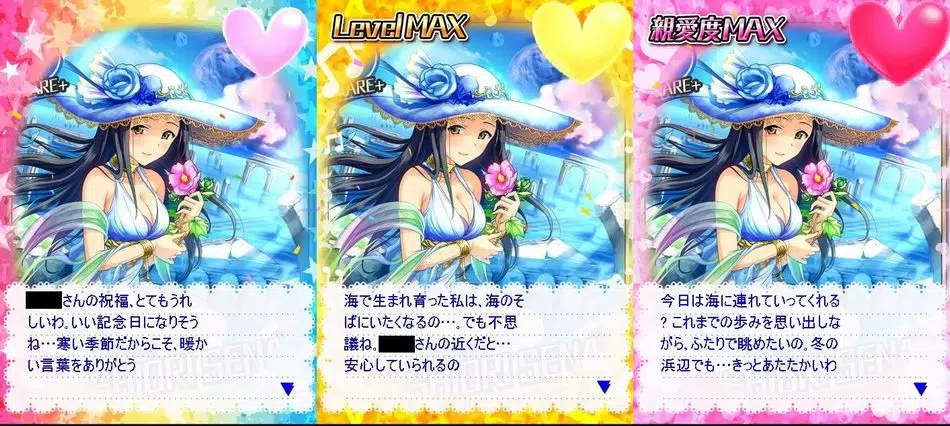 ARE+
さんの祝福、とてもうれ
しいわ。いい記念日になりそう
ね…寒い季節だからこそ、暖か
い言葉をありがとう
Level MAX
ARE+
海で生まれ育った私は、海のそ
ばにいたくなるの…。でも不思
議ね。さんの近くだと…
安心していられるの
親愛度MAX
ARE+
今日は海に連れていってくれる
? これまでの歩みを思い出しな
がら、ふたりで眺めたいの。冬の
浜辺でも…きっとあたたかいわ